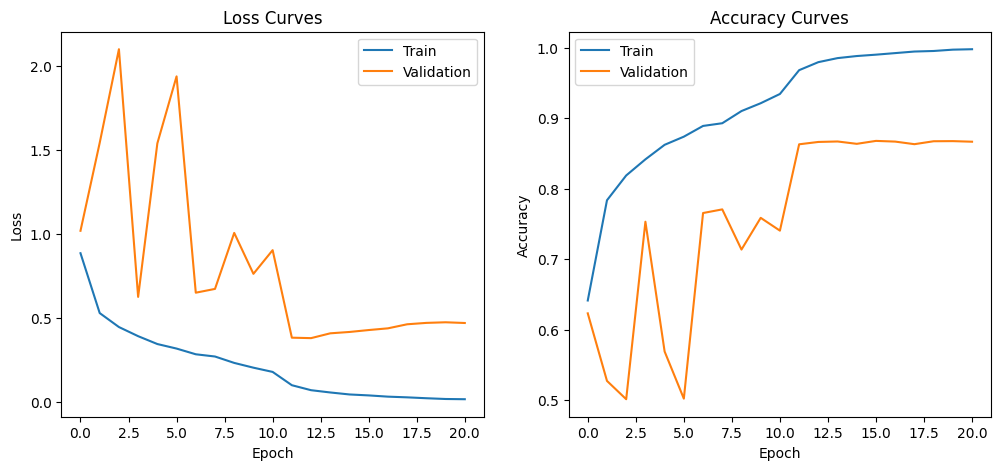 Loss Curves
Train
Validation
2.0
1.5
1.0
0.5
0.0
Loss
0.0 2.5 5.0 7.5 10.0 12.5 15.0 17.5 20.0
Epoch
Accuracy Curves
Train
Validation
1.0
0.9
0.8
0.7
0.6
0.5
Accuracy
0.0 2.5 5.0 7.5 10.0 12.5 15.0 17.5 20.0
Epoch